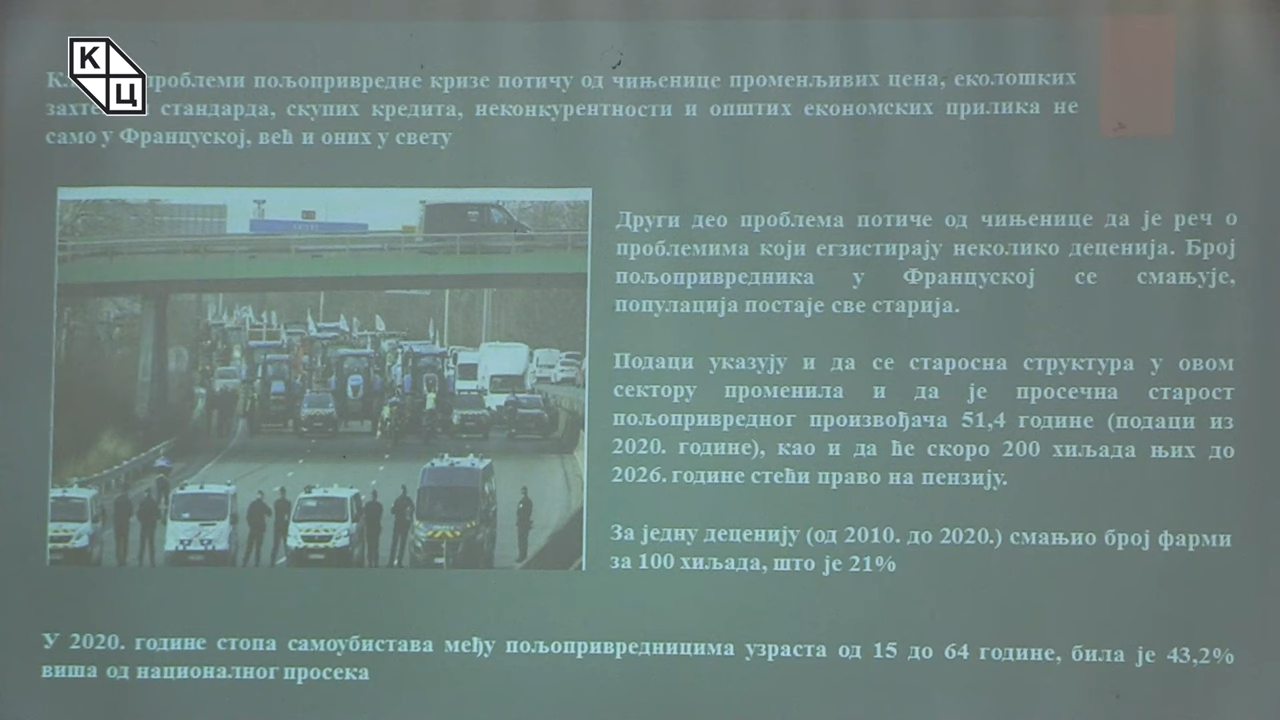 К Ц
проблеми пољопривредне кризе потичу од чињенице променљивих цена, еколошких
стандарда, скупих кредита, неконкурентности и општих економских прилика не
само у Француској, већ и оних у свету
Други део проблема потиче од чињенице да је реч о
проблемима који егзистирају неколико деценија. Број
пољопривредника у Француској се смањује,
популација постаје све старија.
Подаци указују и да се старосна структура у овом
сектору променила и да је просечна старост
пољопривредног произвођача 51,4 године (подаци из
2020. године), као и да ће скоро 200 хиљада њих до
2026. године стећи право на пензију.
За једну деценију (од 2010. до 2020.) смањио број фарми
за 100 хиљада, што је 21%
У 2020. године стопа самоубистава међу пољопривредницима узраста од 15 до 64 године, била је 43,2%
виша од националног просека